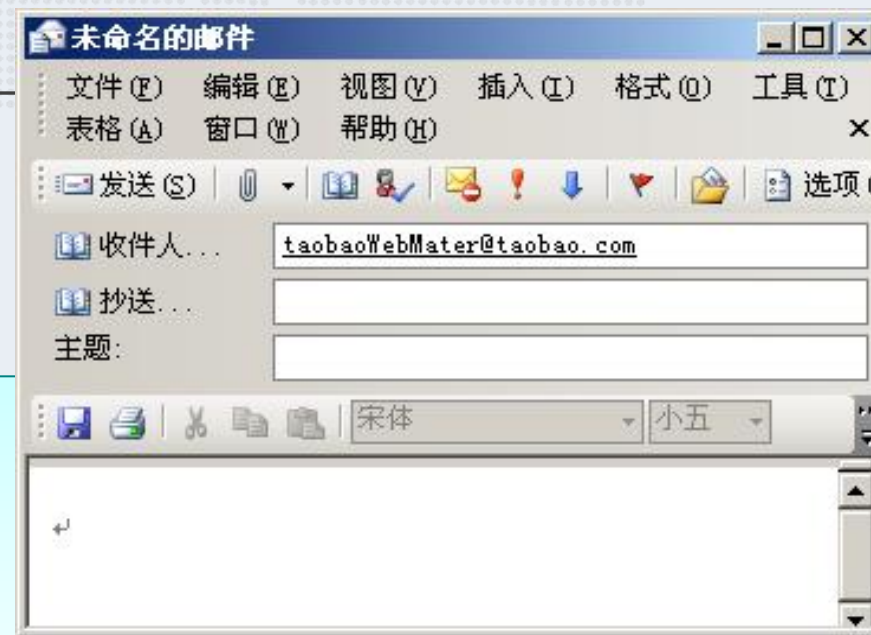 未命名的邮件
文件(F) 编辑(E) 视图(V) 插入(I) 格式(O) 工具(T)
表格(A) 窗口(W) 帮助(H)
发送(S) 选项
收件人... taobaoWebMater@taobao.com
抄送...
主题:
宋体 小五